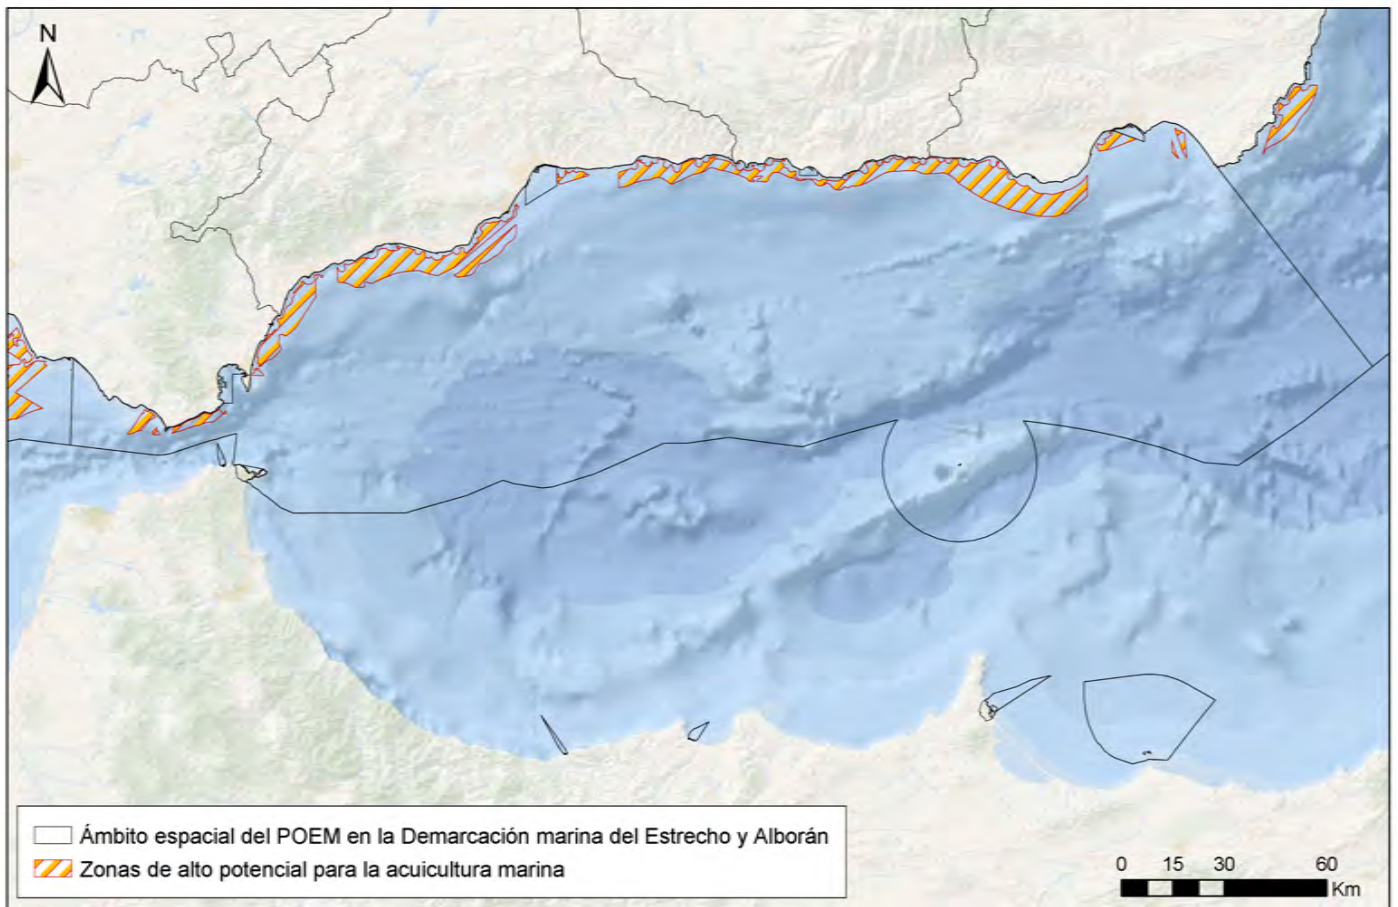 N
Ámbito espacial del POEM en la Demarcación marina del Estrecho y Alborán
Zonas de alto potencial para la acuicultura marina
0 15 30 60
Km